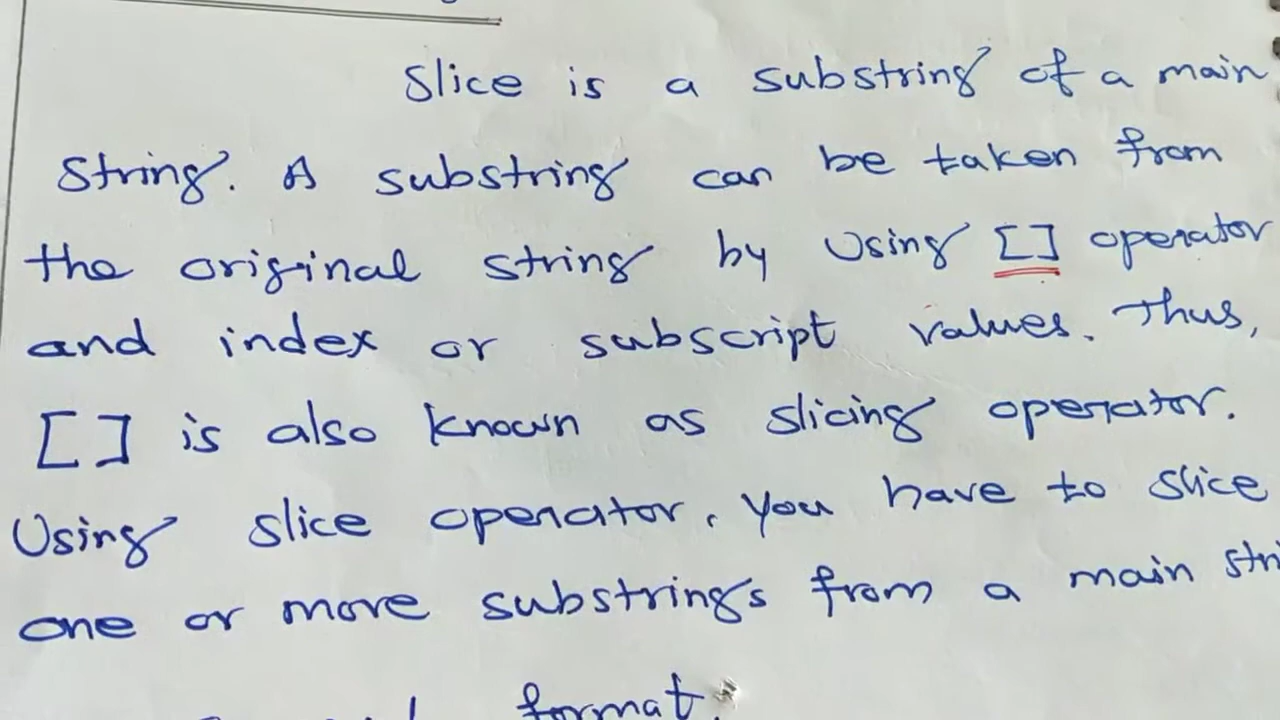 Slice is a substring of a main
String. A substring can be taken from
the original string by Using [] operator
and index or subscript values. Thus,
[] is also known as slicing operator.
Using slice operator, you have to slice
one or more substrings from a main stri
format: